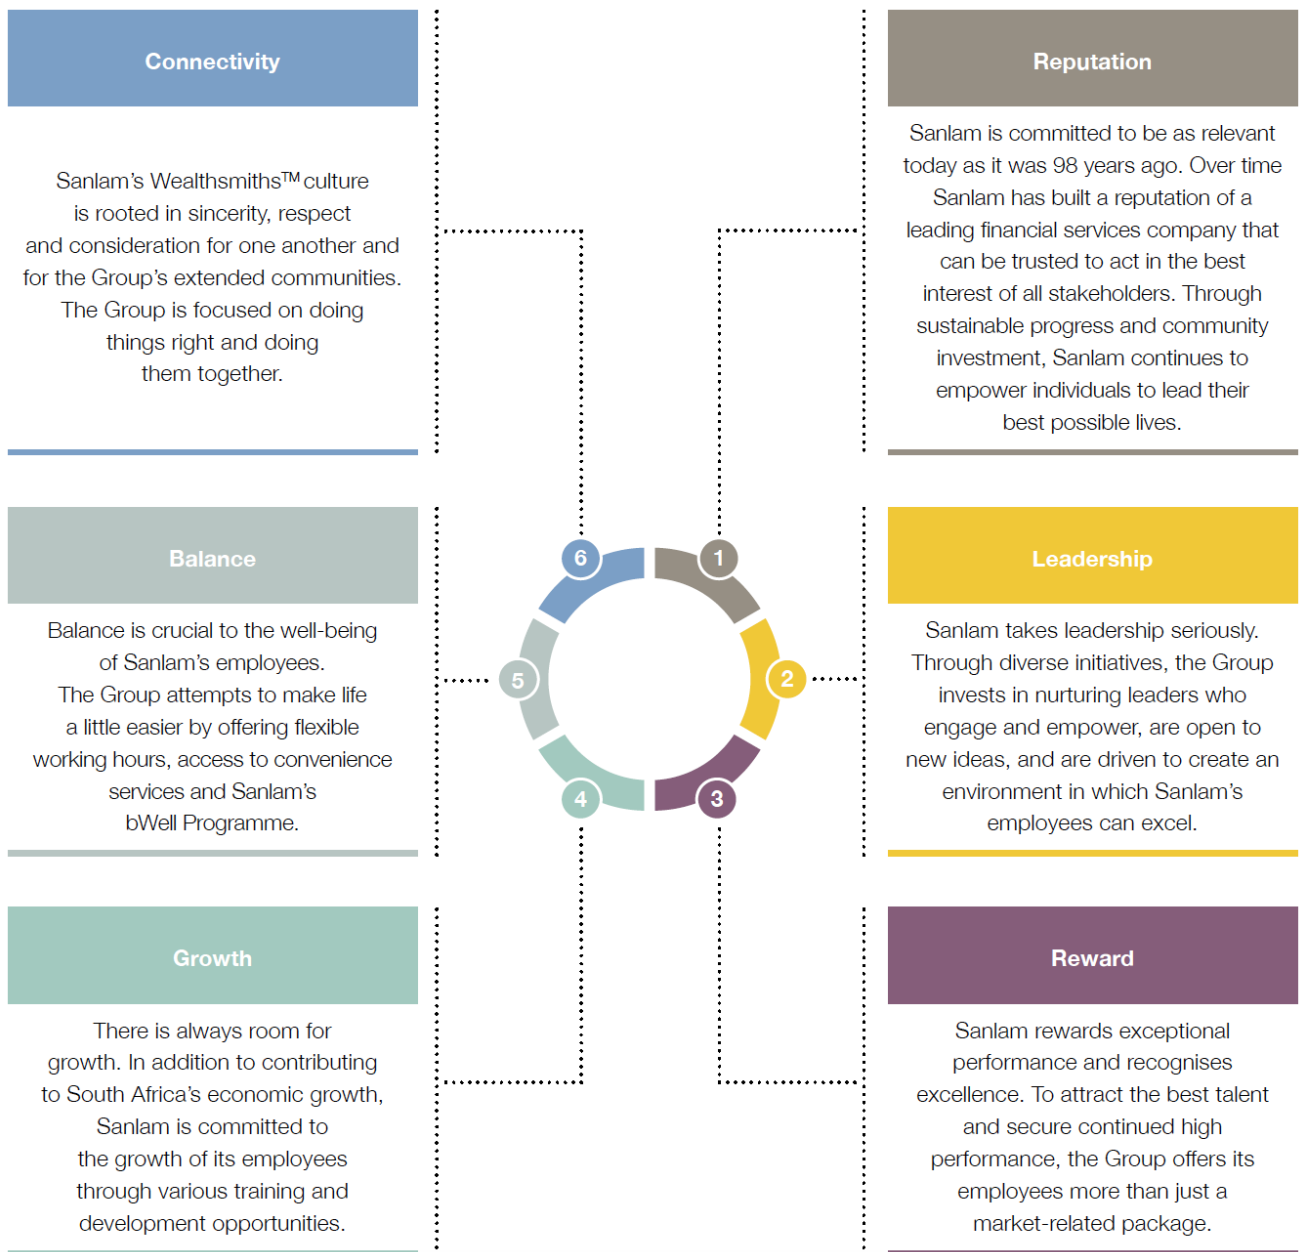 Connectivity
Sanlam’s Wealthsmiths™ culture
is rooted in sincerity, respect
and consideration for one another and
for the Group’s extended communities.
The Group is focused on doing
things right and doing
them together.
Reputation
Sanlam is committed to be as relevant
today as it was 98 years ago. Over time
Sanlam has built a reputation of a
leading financial services company that
can be trusted to act in the best
interest of all stakeholders. Through
sustainable progress and community
investment, Sanlam continues to
empower individuals to lead their
best possible lives.
Balance
Balance is crucial to the well-being
of Sanlam’s employees.
The Group attempts to make life
a little easier by offering flexible
working hours, access to convenience
services and Sanlam’s
bWell Programme.
6
1
5
2
4
3
Leadership
Sanlam takes leadership seriously.
Through diverse initiatives, the Group
invests in nurturing leaders who
engage and empower, are open to
new ideas, and are driven to create an
environment in which Sanlam’s
employees can excel.
Growth
There is always room for
growth. In addition to contributing
to South Africa’s economic growth,
Sanlam is committed to
the growth of its employees
through various training and
development opportunities.
Reward
Sanlam rewards exceptional
performance and recognises
excellence. To attract the best talent
and secure continued high
performance, the Group offers its
employees more than just a
market-related package.